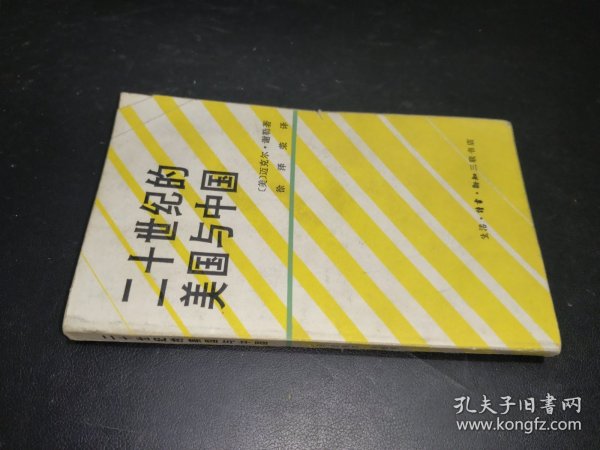 二十世纪的
美国与中国
〔美〕迈克尔·谢勒著
徐泽荣 译
生活·读书·新知三联书店
孔夫子旧书网
www.kongfz.com